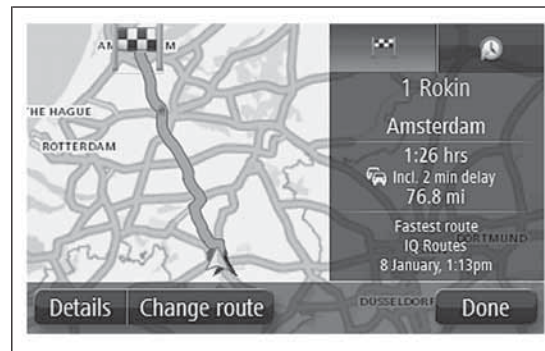 AM
THE HAGUE
ROTTERDAM
1 Rokin
Amsterdam
1:26 hrs
Incl. 2 min delay
76.8 mi
Fastest route
IQ Routes
8 January, 1:13pm
DORTMUND
DÜSSELDORF
Details
Change route
Done